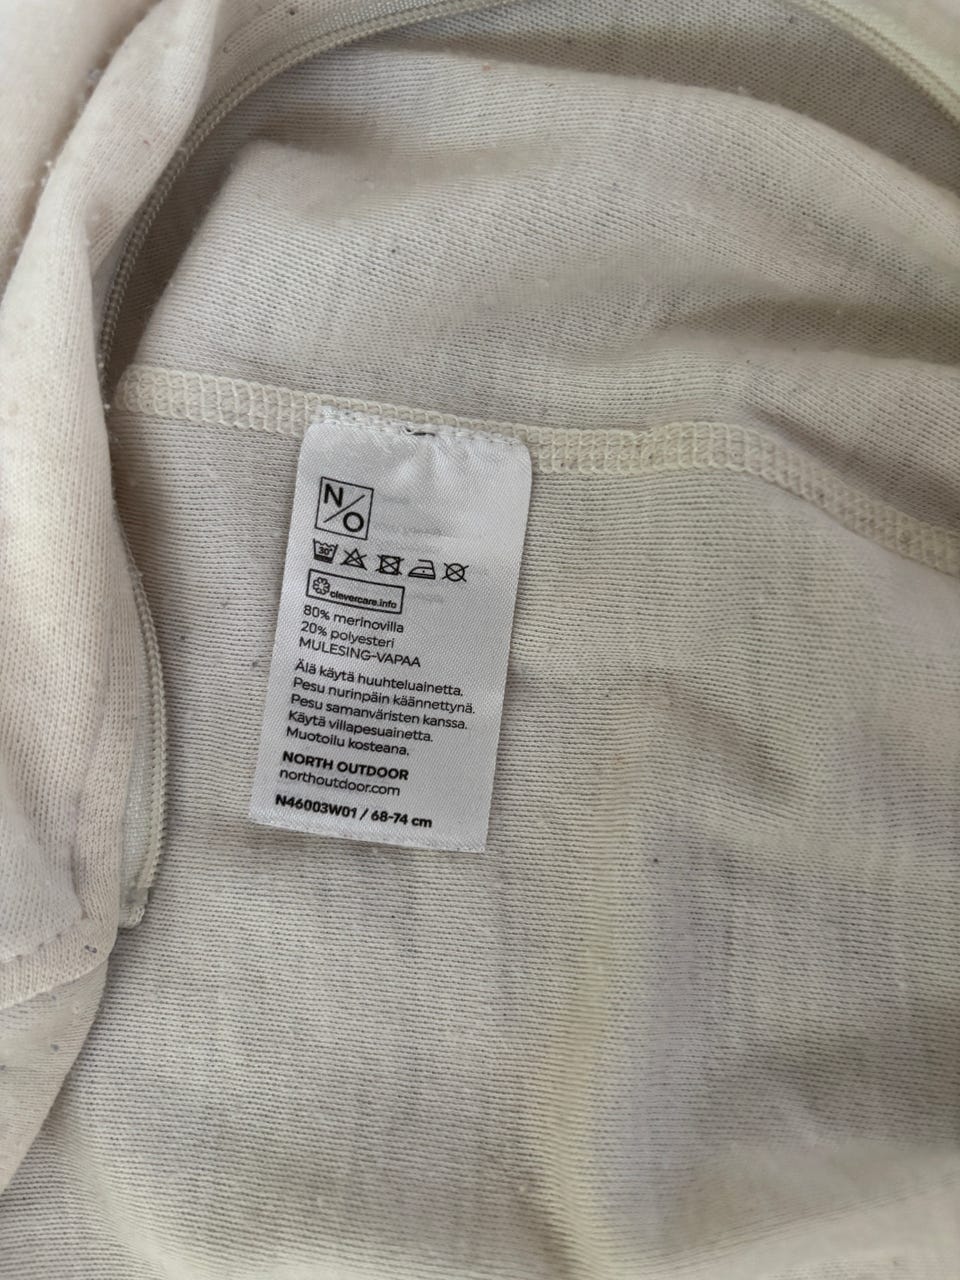 N/O
30°
clevercare.info
80% merinovilla
20% polyesteri
MULESING-VAPAA
Älä käytä huuhteluainetta.
Pesu nurinpäin käännettynä.
Pesu samanväristen kanssa.
Käytä villapesuainetta.
Muotoilu kosteana.
NORTH OUTDOOR
northoutdoor.com
N46003W01 / 68-74 cm